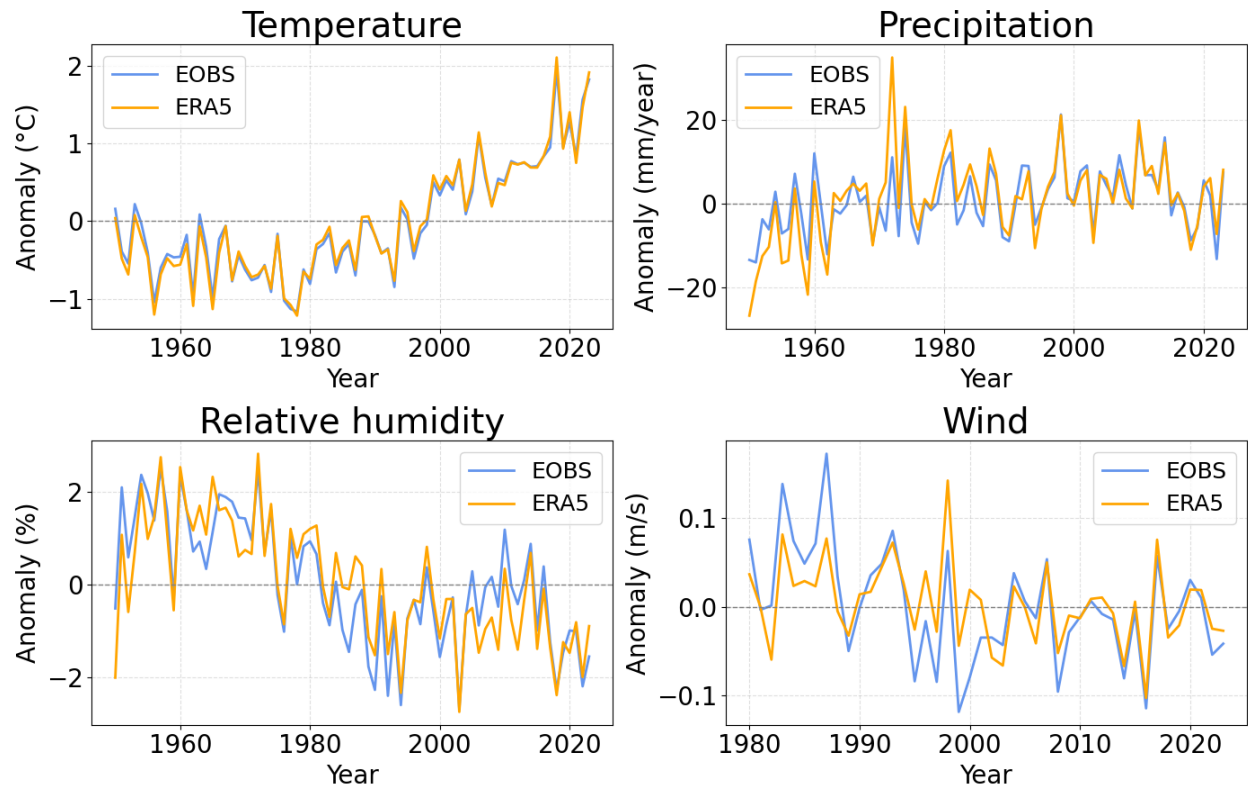 Temperature
Anomaly (°C)
2
1
0
−1
EOBS
ERA5
1960 1980 2000 2020
Year
Precipitation
Anomaly (mm/year)
20
0
−20
EOBS
ERA5
1960 1980 2000 2020
Year
Relative humidity
Anomaly (%)
2
0
−2
EOBS
ERA5
1960 1980 2000 2020
Year
Wind
Anomaly (m/s)
0.1
0.0
−0.1
EOBS
ERA5
1980 1990 2000 2010 2020
Year